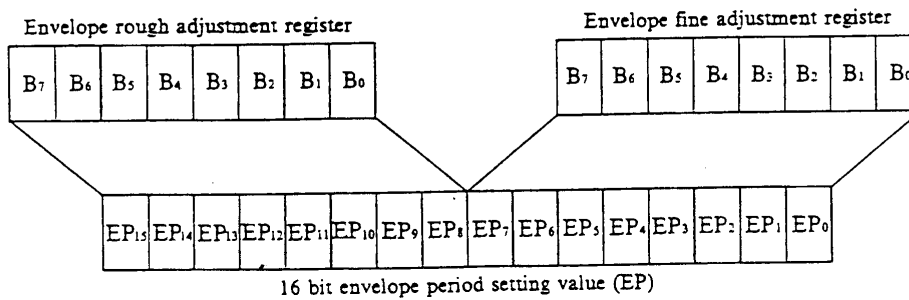 Envelope rough adjustment register
Envelope fine adjustment register
B₇ B₆ B₅ B₄ B₃ B₂ B₁ B₀
B₇ B₆ B₅ B₄ B₃ B₂ B₁ B₀
EP₁₅ EP₁₄ EP₁₃ EP₁₂ EP₁₁ EP₁₀ EP₉ EP₈ EP₇ EP₆ EP₅ EP₄ EP₃ EP₂ EP₁ EP₀
16 bit envelope period setting value (EP)